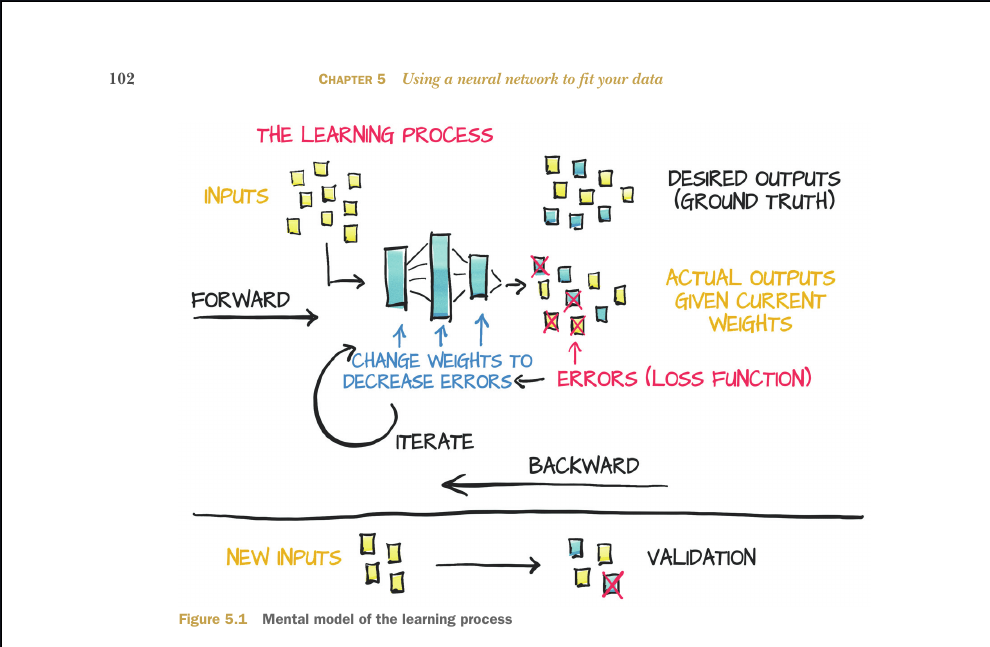 102
CHAPTER 5 Using a neural network to fit your data
THE LEARNING PROCESS
INPUTS
DESIRED OUTPUTS
(GROUND TRUTH)
FORWARD
ACTUAL OUTPUTS
GIVEN CURRENT
WEIGHTS
CHANGE WEIGHTS TO
DECREASE ERRORS
ERRORS (LOSS FUNCTION)
ITERATE
BACKWARD
NEW INPUTS
VALIDATION
Figure 5.1 Mental model of the learning process